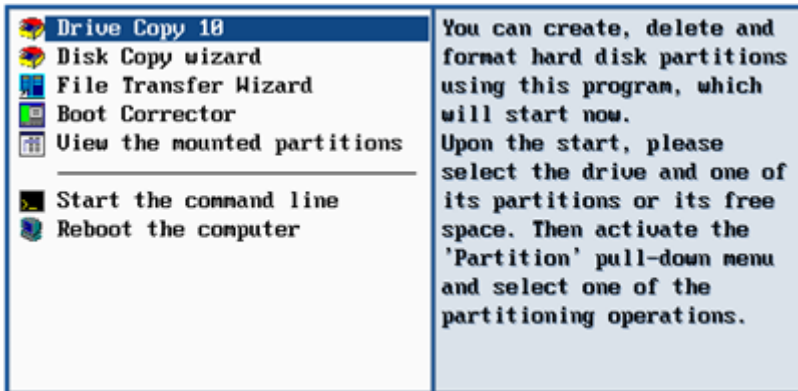 Drive Copy 10
Disk Copy wizard
File Transfer Wizard
Boot Corrector
View the mounted partitions
Start the command line
Reboot the computer
You can create, delete and
format hard disk partitions
using this program, which
will start now.
Upon the start, please
select the drive and one of
its partitions or its free
space. Then activate the
'Partition' pull-down menu
and select one of the
partitioning operations.